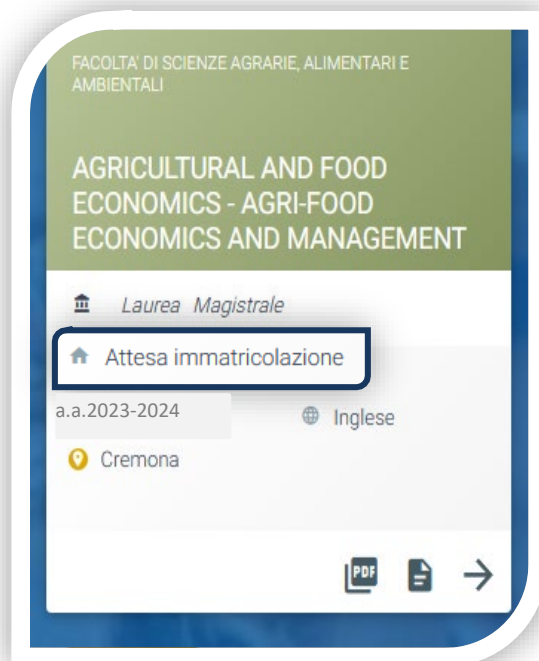 FACOLTA' DI SCIENZE AGRARIE, ALIMENTARI E
AMBIENTALI
AGRICULTURAL AND FOOD
ECONOMICS - AGRI-FOOD
ECONOMICS AND MANAGEMENT
Laurea Magistrale
Attesa immatricolazione
a.a.2023-2024
Inglese
Cremona
PDF